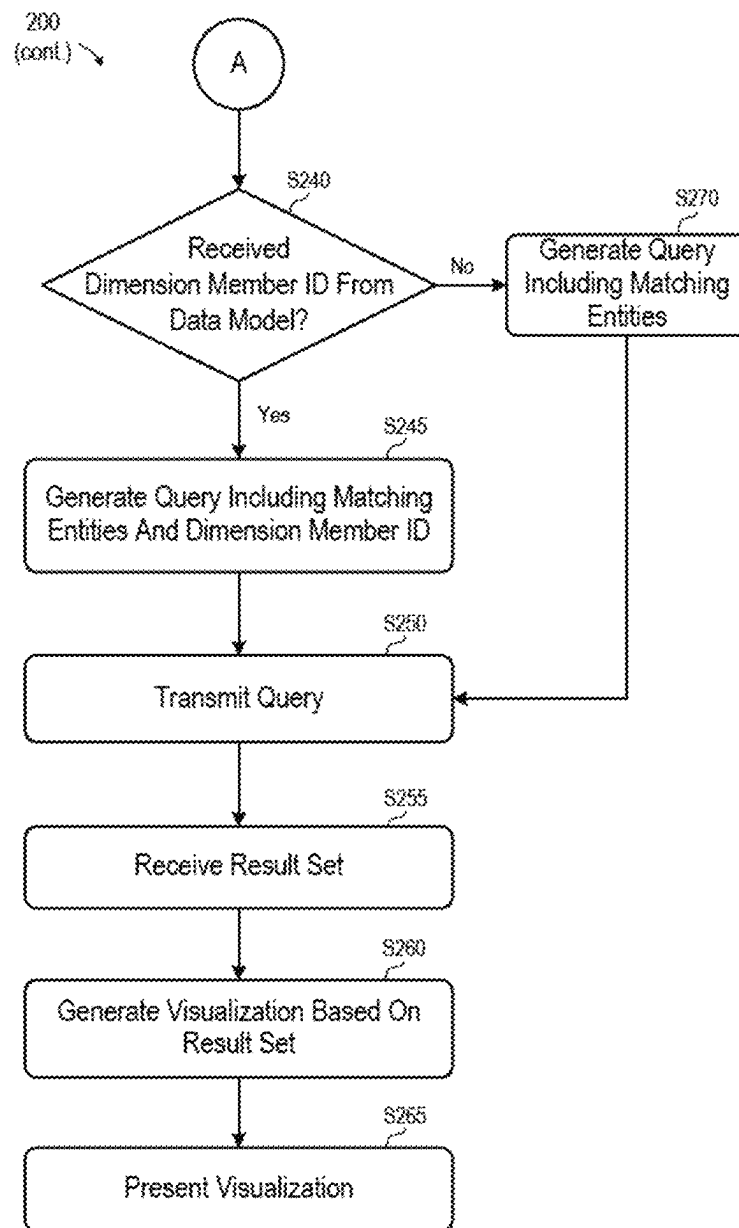 200
(cont.)
A
S240
Received
Dimension Member ID From
Data Model?
No
S270
Generate Query
Including Matching
Entities
Yes
S245
Generate Query Including Matching
Entities And Dimension Member ID
S250
Transmit Query
S255
Receive Result Set
S260
Generate Visualization Based On
Result Set
S265
Present Visualization